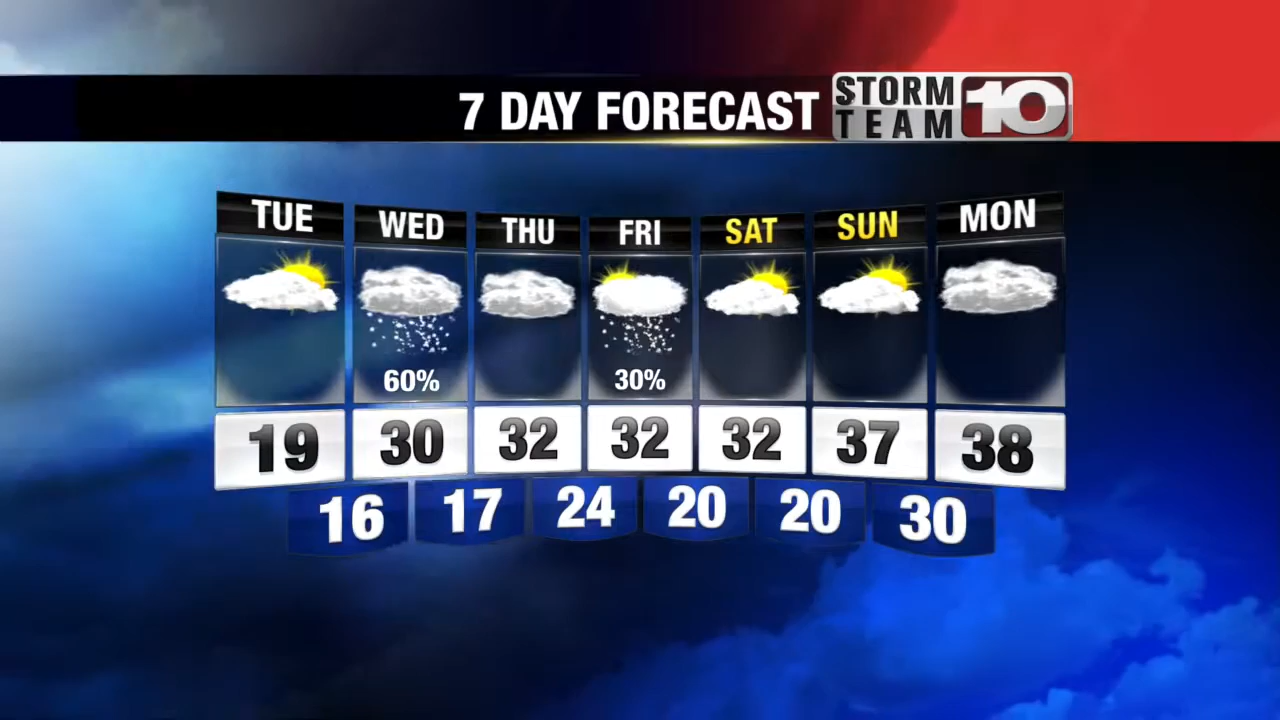 7 DAY FORECAST STORM TEAM 10
TUE WED THU FRI SAT SUN MON
60% 30%
19 30 32 32 32 37 38
16 17 24 20 20 30